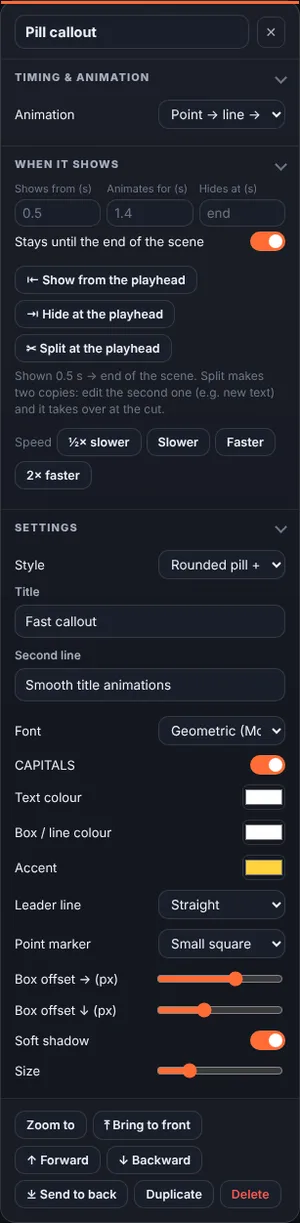 Pill callout
×
TIMING & ANIMATION
Animation Point → line →
WHEN IT SHOWS
Shows from (s) Animates for (s) Hides at (s)
0.5 1.4 end
Stays until the end of the scene
⇤ Show from the playhead
⇥ Hide at the playhead
✂ Split at the playhead
Shown 0.5 s → end of the scene. Split makes
two copies: edit the second one (e.g. new text)
and it takes over at the cut.
Speed ½× slower Slower Faster
2× faster
SETTINGS
Style Rounded pill +
Title
Fast callout
Second line
Smooth title animations
Font Geometric (Mc
CAPITALS
Text colour
Box / line colour
Accent
Leader line Straight
Point marker Small square
Box offset → (px)
Box offset ↓ (px)
Soft shadow
Size
Zoom to ⤒ Bring to front
↑ Forward ↓ Backward
⤓ Send to back Duplicate Delete